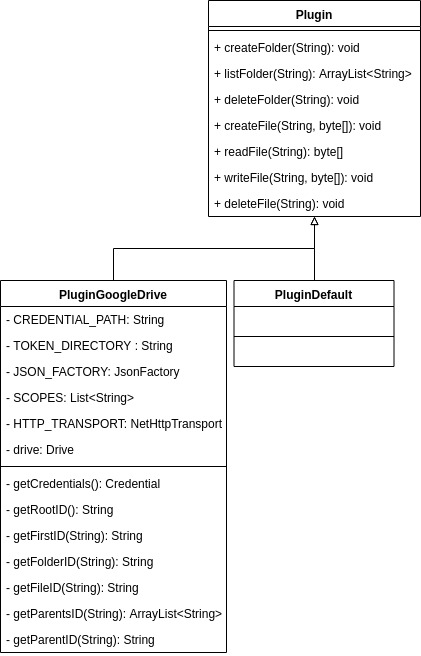 Plugin
+ createFolder(String): void
+ listFolder(String): ArrayList<String>
+ deleteFolder(String): void
+ createFile(String, byte[]): void
+ readFile(String): byte[]
+ writeFile(String, byte[]): void
+ deleteFile(String): void
PluginGoogleDrive
- CREDENTIAL_PATH: String
- TOKEN_DIRECTORY : String
- JSON_FACTORY: JsonFactory
- SCOPES: List<String>
- HTTP_TRANSPORT: NetHttpTransport
- drive: Drive
- getCredentials(): Credential
- getRootID(): String
- getFirstID(String): String
- getFolderID(String): String
- getFileID(String): String
- getParentsID(String): ArrayList<String>
- getParentID(String): String
PluginDefault